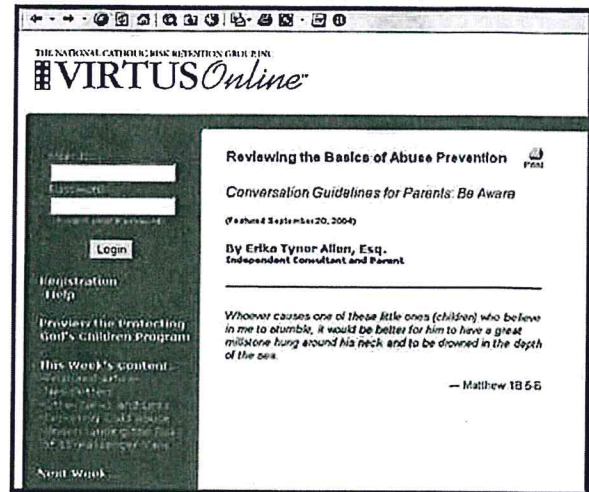 THE NATIONAL CATHOLIC RISK RETENTION GROUP, INC.
VIRTUS Online™
Password
Login
Registration
Help
Preview the Protecting
God's Children Program
This Week's Content
Next Week
Reviewing the Basics of Abuse Prevention
Print
Conversation Guidelines for Parents: Be Aware
(Featured September 20, 2004)
By Erika Tyner Allen, Esq.
Independent Consultant and Parent
Whoever causes one of these little ones (children) who believe
in me to stumble, it would be better for him to have a great
millstone hung around his neck and to be drowned in the depth
of the sea.
— Matthew 18:5-6